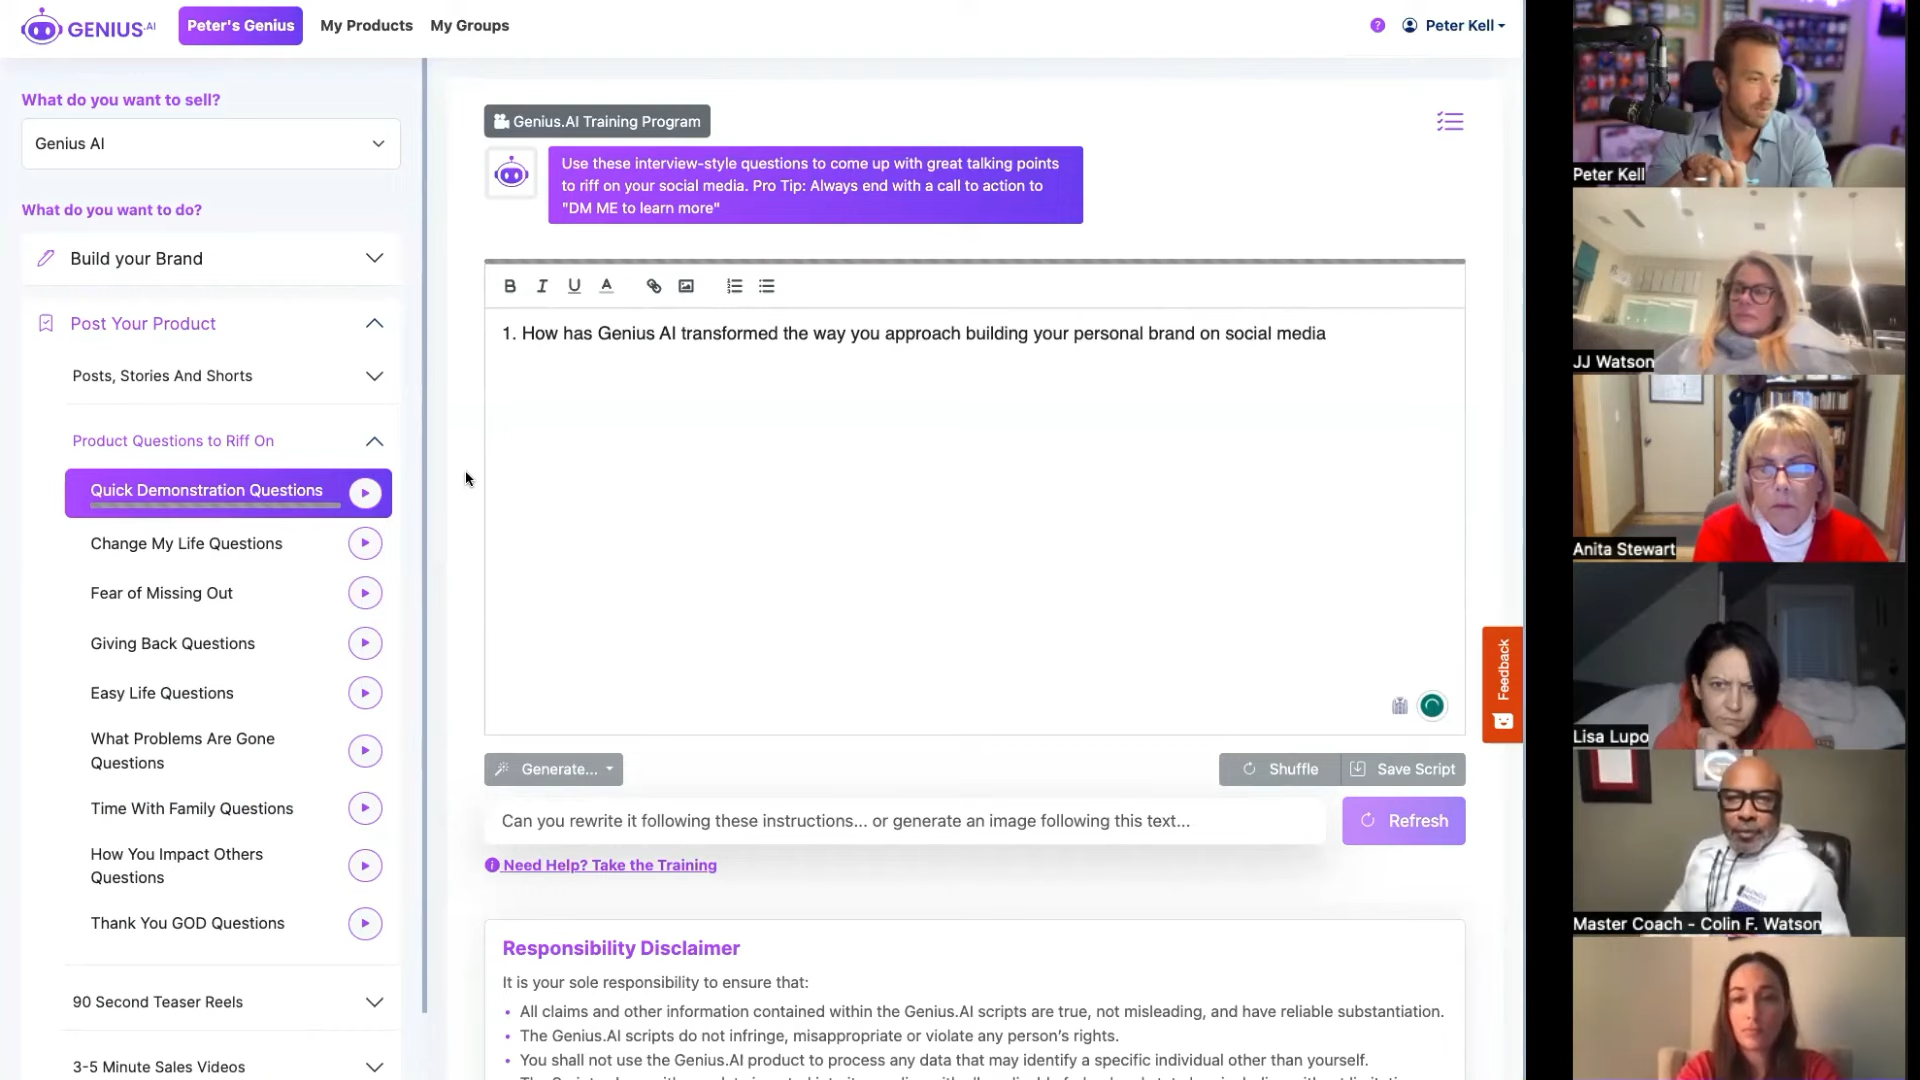 GENIUS.AI
Peter's Genius
My Products
My Groups
?
Peter Kell
What do you want to sell?
Genius AI
What do you want to do?
Build your Brand
Post Your Product
Posts, Stories And Shorts
Product Questions to Riff On
Quick Demonstration Questions
Change My Life Questions
Fear of Missing Out
Giving Back Questions
Easy Life Questions
What Problems Are Gone
Questions
Time With Family Questions
How You Impact Others
Questions
Thank You GOD Questions
90 Second Teaser Reels
3-5 Minute Sales Videos
Genius.AI Training Program
Use these interview-style questions to come up with great talking points
to riff on your social media. Pro Tip: Always end with a call to action to
"DM ME to learn more"
B I U A
1. How has Genius AI transformed the way you approach building your personal brand on social media
Generate...
Shuffle
Save Script
Can you rewrite it following these instructions... or generate an image following this text...
Refresh
Need Help? Take the Training
Responsibility Disclaimer
It is your sole responsibility to ensure that:
• All claims and other information contained within the Genius.AI scripts are true, not misleading, and have reliable substantiation.
• The Genius.AI scripts do not infringe, misappropriate or violate any person's rights.
• You shall not use the Genius.AI product to process any data that may identify a specific individual other than yourself.
Feedback
Peter Kell
JJ Watson
Anita Stewart
Lisa Lupo
Master Coach - Colin F. Watson